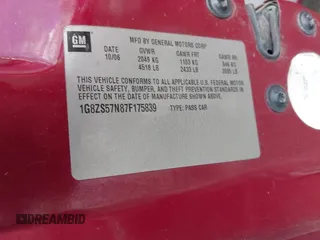 GM
MFD BY GENERAL MOTORS CORP
DATE GVWR GAWR FRT GAWR RR
10/06 2049 KG 1103 KG 946 KG
4518 LB 2433 LB 2085 LB
THIS VEHICLE CONFORMS TO ALL APPLICABLE U.S. FEDERAL
MOTOR VEHICLE SAFETY, BUMPER, AND
THEFT PREVENTION STANDARDS IN
EFFECT ON THE DATE OF
MANUFACTURE SHOWN ABOVE.
1G8ZS57N87F175839 TYPE: PASS CAR
DREAMBID